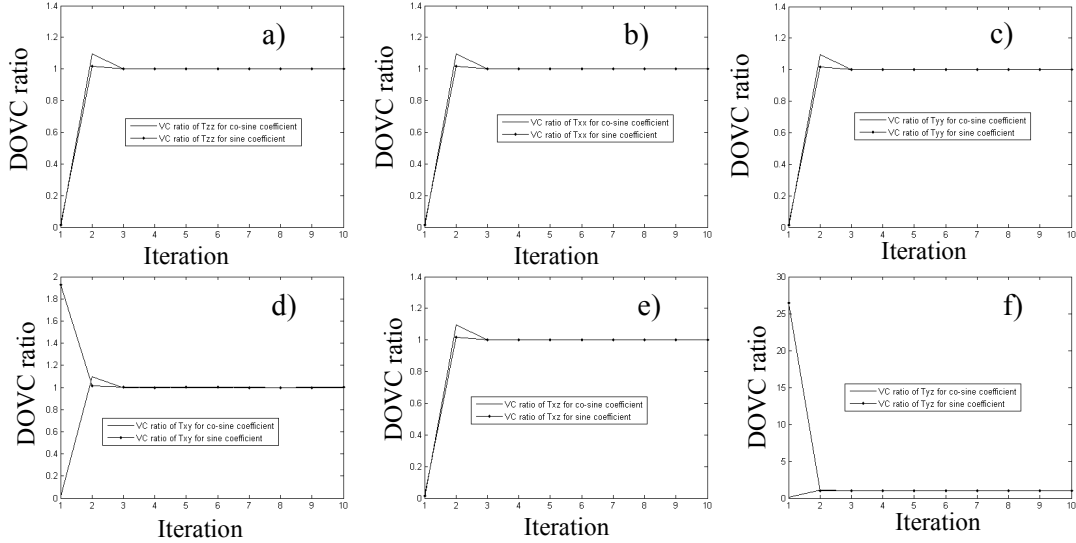 a)
DOVC ratio
1.4
1.2
1
0.8
0.6
0.4
0.2
0
VC ratio of Tzz for co-sine coefficient
VC ratio of Tzz for sine coefficient
1 2 3 4 5 6 7 8 9 10
Iteration
b)
DOVC ratio
1.4
1.2
1
0.8
0.6
0.4
0.2
0
VC ratio of Txx for co-sine coefficient
VC ratio of Txx for sine coefficient
1 2 3 4 5 6 7 8 9 10
Iteration
c)
DOVC ratio
1.4
1.2
1
0.8
0.6
0.4
0.2
0
VC ratio of Tyy for co-sine coefficient
VC ratio of Tyy for sine coefficient
1 2 3 4 5 6 7 8 9 10
Iteration
d)
DOVC ratio
2
1.8
1.6
1.4
1.2
1
0.8
0.6
0.4
0.2
0
VC ratio of Txy for co-sine coefficient
VC ratio of Txy for sine coefficient
1 2 3 4 5 6 7 8 9 10
Iteration
e)
DOVC ratio
1.4
1.2
1
0.8
0.6
0.4
0.2
0
VC ratio of Txz for co-sine coefficient
VC ratio of Txz for sine coefficient
1 2 3 4 5 6 7 8 9 10
Iteration
f)
DOVC ratio
30
25
20
15
10
5
0
VC ratio of Tyz for co-sine coefficient
VC ratio of Tyz for sine coefficient
1 2 3 4 5 6 7 8 9 10
Iteration